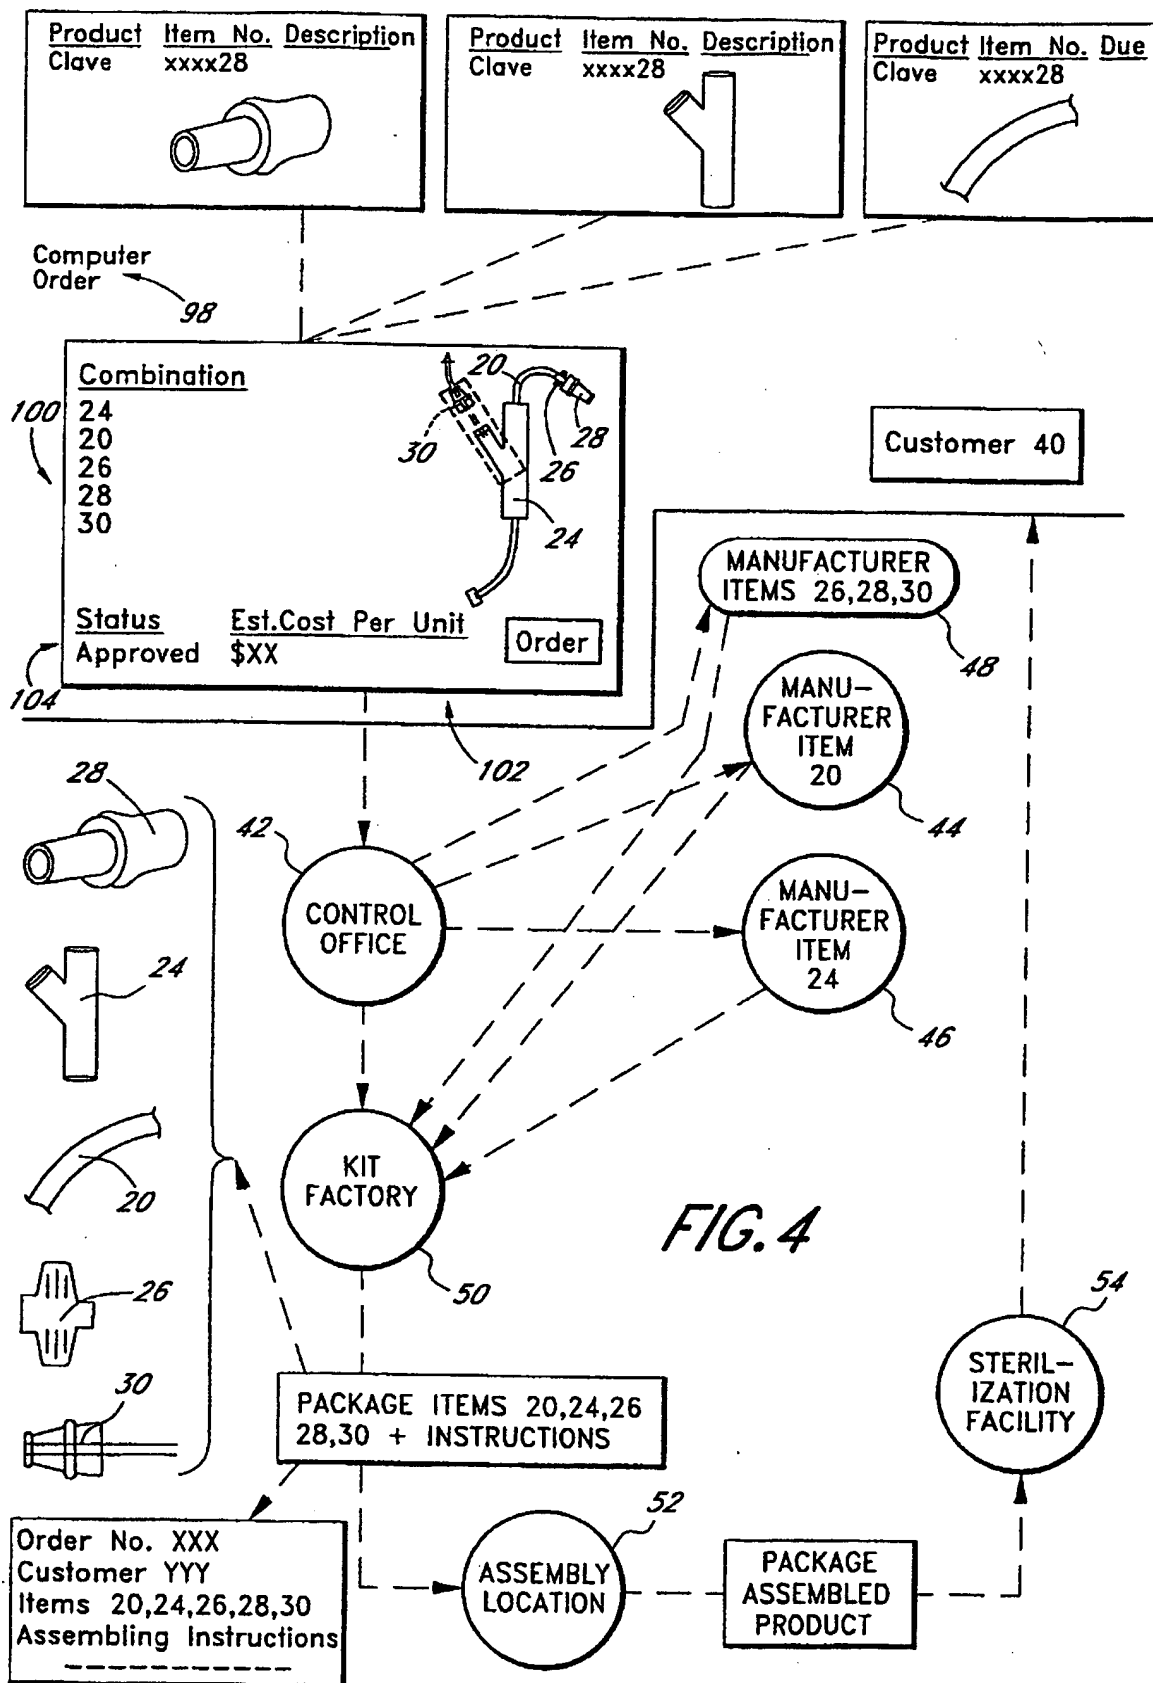 Product Item No. Description
Clave xxxx28
Product Item No. Description
Clave xxxx28
Product Item No. Due
Clave xxxx28
Computer
Order
98
Combination
24
20
26
28
30
100
20
30
26
28
24
Status Est.Cost Per Unit
Approved $XX
Order
104
102
Customer 40
MANUFACTURER
ITEMS 26,28,30
48
MANU-
FACTURER
ITEM
20
44
28
42
CONTROL
OFFICE
MANU-
FACTURER
ITEM
24
46
24
20
KIT
FACTORY
50
FIG. 4
26
54
STERIL-
IZATION
FACILITY
30
PACKAGE ITEMS 20,24,26
28,30 + INSTRUCTIONS
52
Order No. XXX
Customer YYY
Items 20,24,26,28,30
Assembling Instructions
ASSEMBLY
LOCATION
PACKAGE
ASSEMBLED
PRODUCT